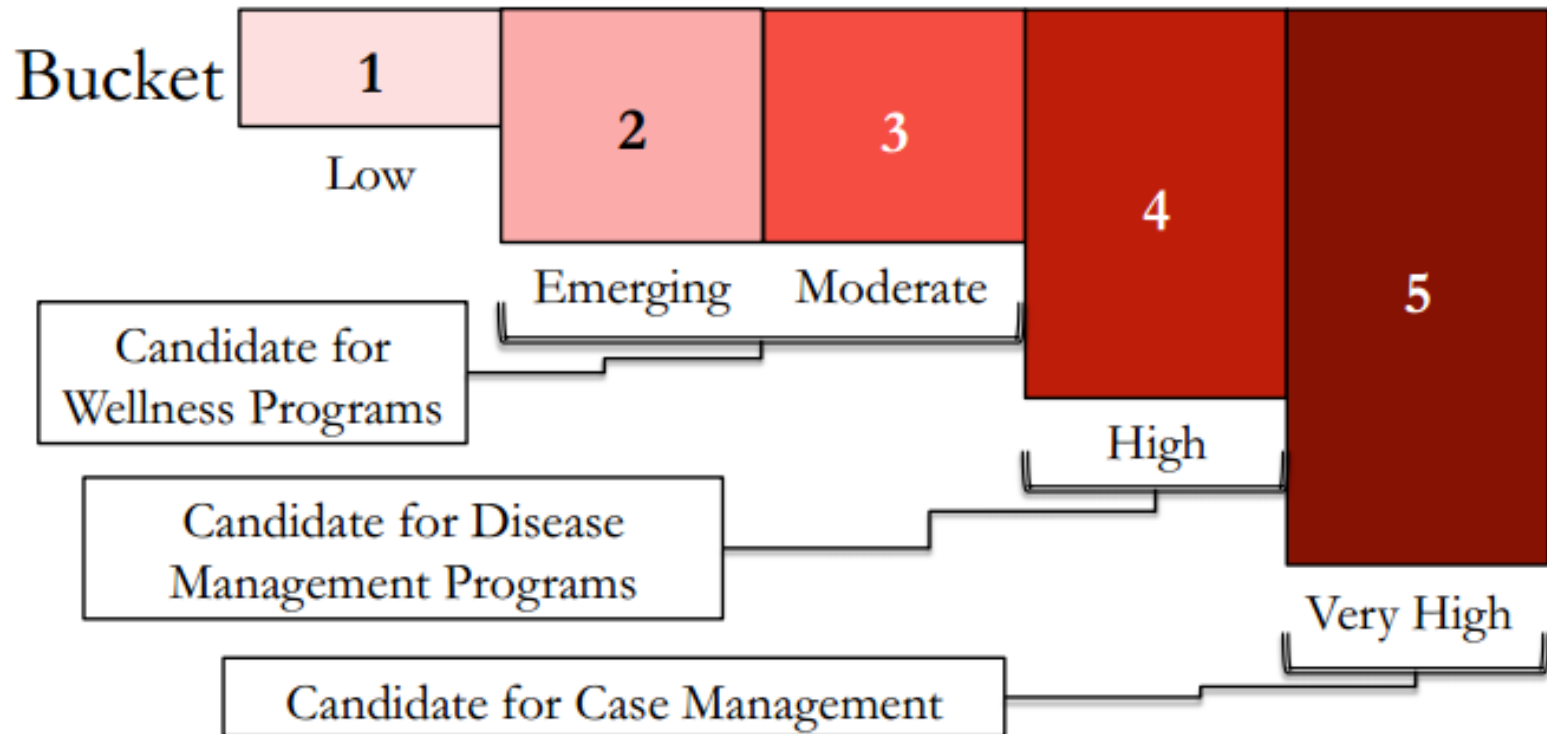 Bucket
1
2
3
4
5
Low
Emerging
Moderate
High
Very High
Candidate for
Wellness Programs
Candidate for Disease
Management Programs
Candidate for Case Management